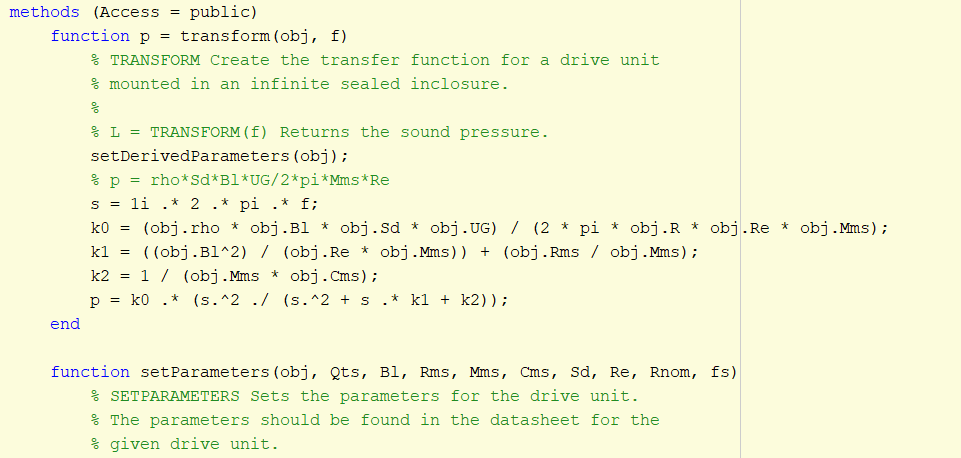 methods (Access = public)
function p = transform(obj, f)
% TRANSFORM Create the transfer function for a drive unit
% mounted in an infinite sealed inclosure.
%
% L = TRANSFORM(f) Returns the sound pressure.
setDerivedParameters(obj);
% p = rho*Sd*Bl*UG/2*pi*Mms*Re
s = 1i .* 2 .* pi .* f;
k0 = (obj.rho * obj.Bl * obj.Sd * obj.UG) / (2 * pi * obj.R * obj.Re * obj.Mms);
k1 = ((obj.Bl^2) / (obj.Re * obj.Mms)) + (obj.Rms / obj.Mms);
k2 = 1 / (obj.Mms * obj.Cms);
p = k0 .* (s.^2 ./ (s.^2 + s .* k1 + k2));
end
function setParameters(obj, Qts, Bl, Rms, Mms, Cms, Sd, Re, Rnom, fs)
% SETPARAMETERS Sets the parameters for the drive unit.
% The parameters should be found in the datasheet for the
% given drive unit.